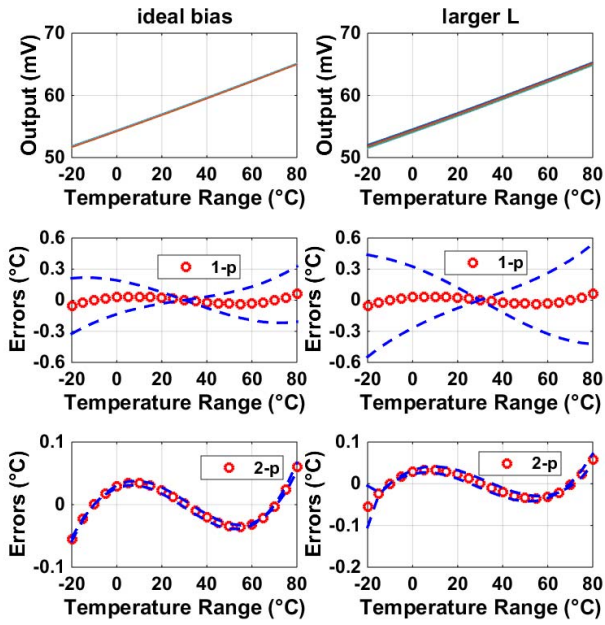 ideal bias
larger L
Output (mV)
70
60
50
-20 0 20 40 60 80
Temperature Range (°C)
Output (mV)
70
60
50
-20 0 20 40 60 80
Temperature Range (°C)
Errors (°C)
0.6
0.3
0
-0.3
-0.6
1-p
-20 0 20 40 60 80
Temperature Range (°C)
Errors (°C)
0.6
0.3
0
-0.3
-0.6
1-p
-20 0 20 40 60 80
Temperature Range (°C)
Errors (°C)
0.1
0
-0.1
2-p
-20 0 20 40 60 80
Temperature Range (°C)
Errors (°C)
0.1
0
-0.1
-0.2
2-p
-20 0 20 40 60 80
Temperature Range (°C)